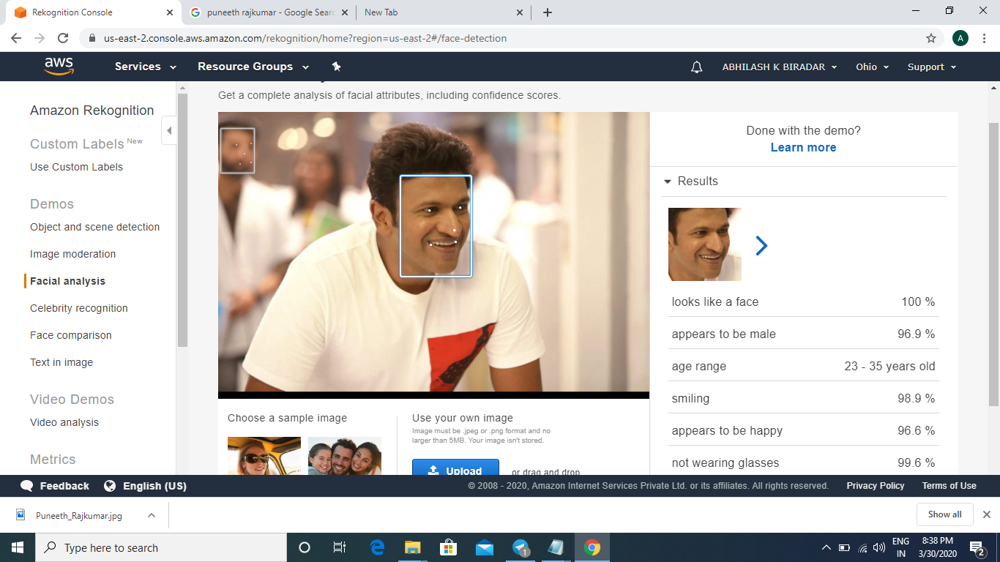 Rekognition Console
puneeth rajkumar - Google Searc
New Tab
us-east-2.console.aws.amazon.com/rekognition/home?region=us-east-2#/face-detection
A
aws
Services
Resource Groups
ABHILASH K BIRADAR
Ohio
Support
Amazon Rekognition
Custom Labels New
Use Custom Labels
Demos
Object and scene detection
Image moderation
Facial analysis
Celebrity recognition
Face comparison
Text in image
Video Demos
Video analysis
Metrics
Get a complete analysis of facial attributes, including confidence scores.
Done with the demo?
Learn more
Results
looks like a face 100 %
appears to be male 96.9 %
age range 23 - 35 years old
smiling 98.9 %
appears to be happy 96.6 %
not wearing glasses 99.6 %
Choose a sample image
Use your own image
Image must be .jpeg or .png format and no
larger than 5MB. Your image isn't stored.
Upload or drag and drop
Feedback
English (US)
© 2008 - 2020, Amazon Internet Services Private Ltd. or its affiliates. All rights reserved.
Privacy Policy
Terms of Use
Puneeth_Rajkumar.jpg
Show all
Type here to search
1
ENG
IN
8:38 PM
3/30/2020
2